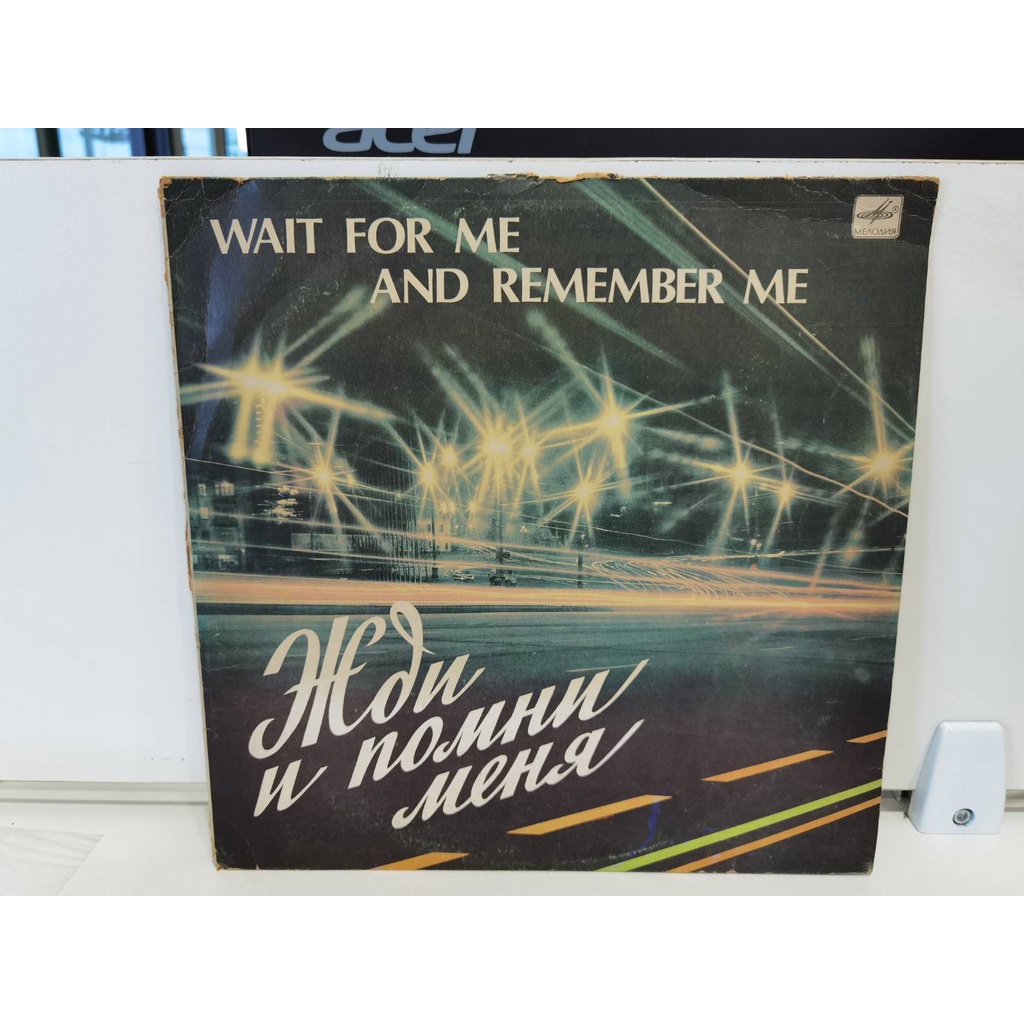 acer
WAIT FOR ME
AND REMEMBER ME
МЕЛОДИЯ
Жди
и помни
меня